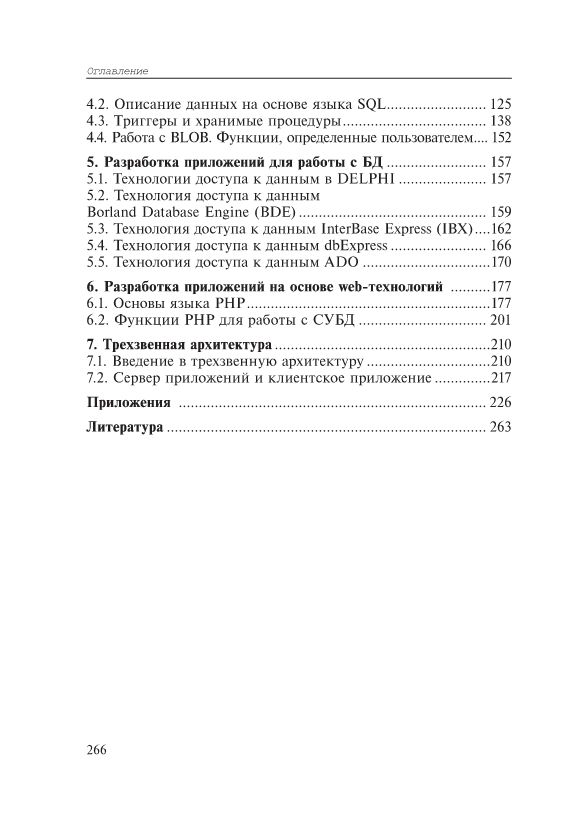 Оглавление
4.2. Описание данных на основе языка SQL......................... 125
4.3. Триггеры и хранимые процедуры.................................... 138
4.4. Работа с BLOB. Функции, определенные пользователем.... 152
5. Разработка приложений для работы с БД ......................... 157
5.1. Технологии доступа к данным в DELPHI ...................... 157
5.2. Технология доступа к данным
Borland Database Engine (BDE) ............................................... 159
5.3. Технология доступа к данным InterBase Express (IBX)....162
5.4. Технология доступа к данным dbExpress ........................ 166
5.5. Технология доступа к данным ADO ................................170
6. Разработка приложений на основе web-технологий ..........177
6.1. Основы языка PHP.............................................................177
6.2. Функции PHP для работы с СУБД ................................ 201
7. Трехзвенная архитектура......................................................210
7.1. Введение в трехзвенную архитектуру ...............................210
7.2. Сервер приложений и клиентское приложение ..............217
Приложения ............................................................................. 226
Литература ................................................................................ 263
266